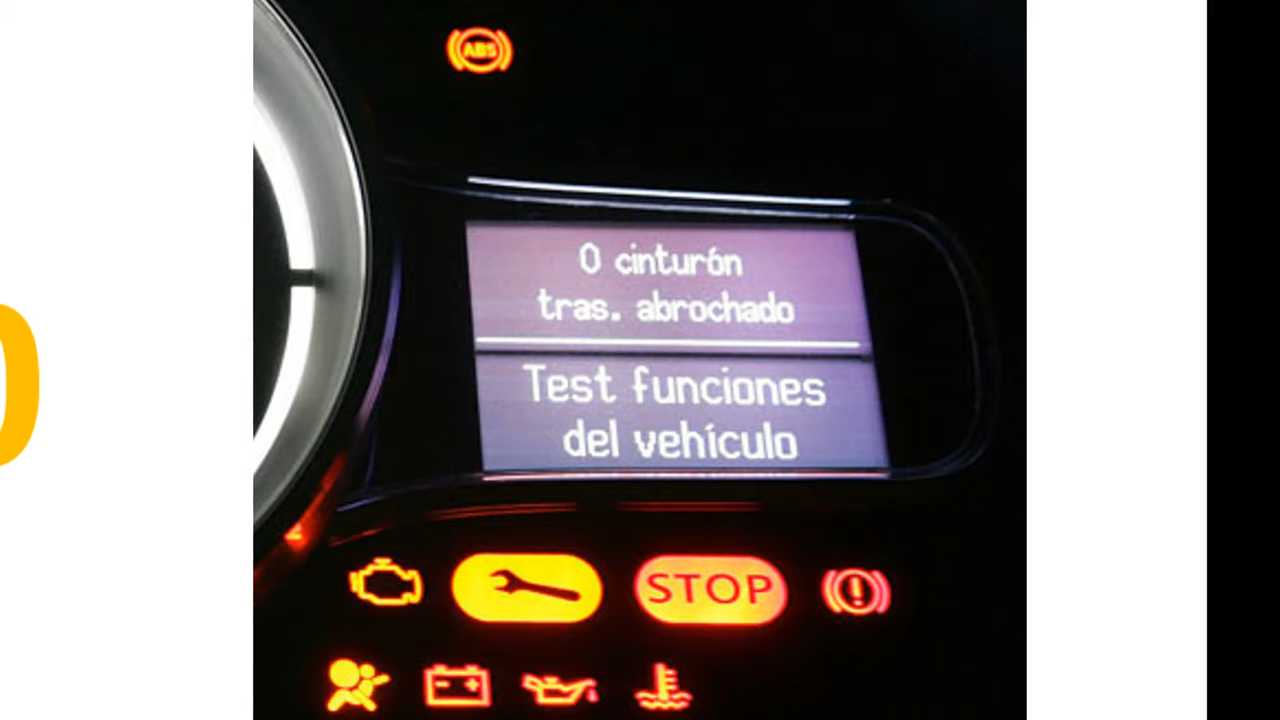 ABS
0 cinturón
tras. abrochado
Test funciones
del vehículo
STOP